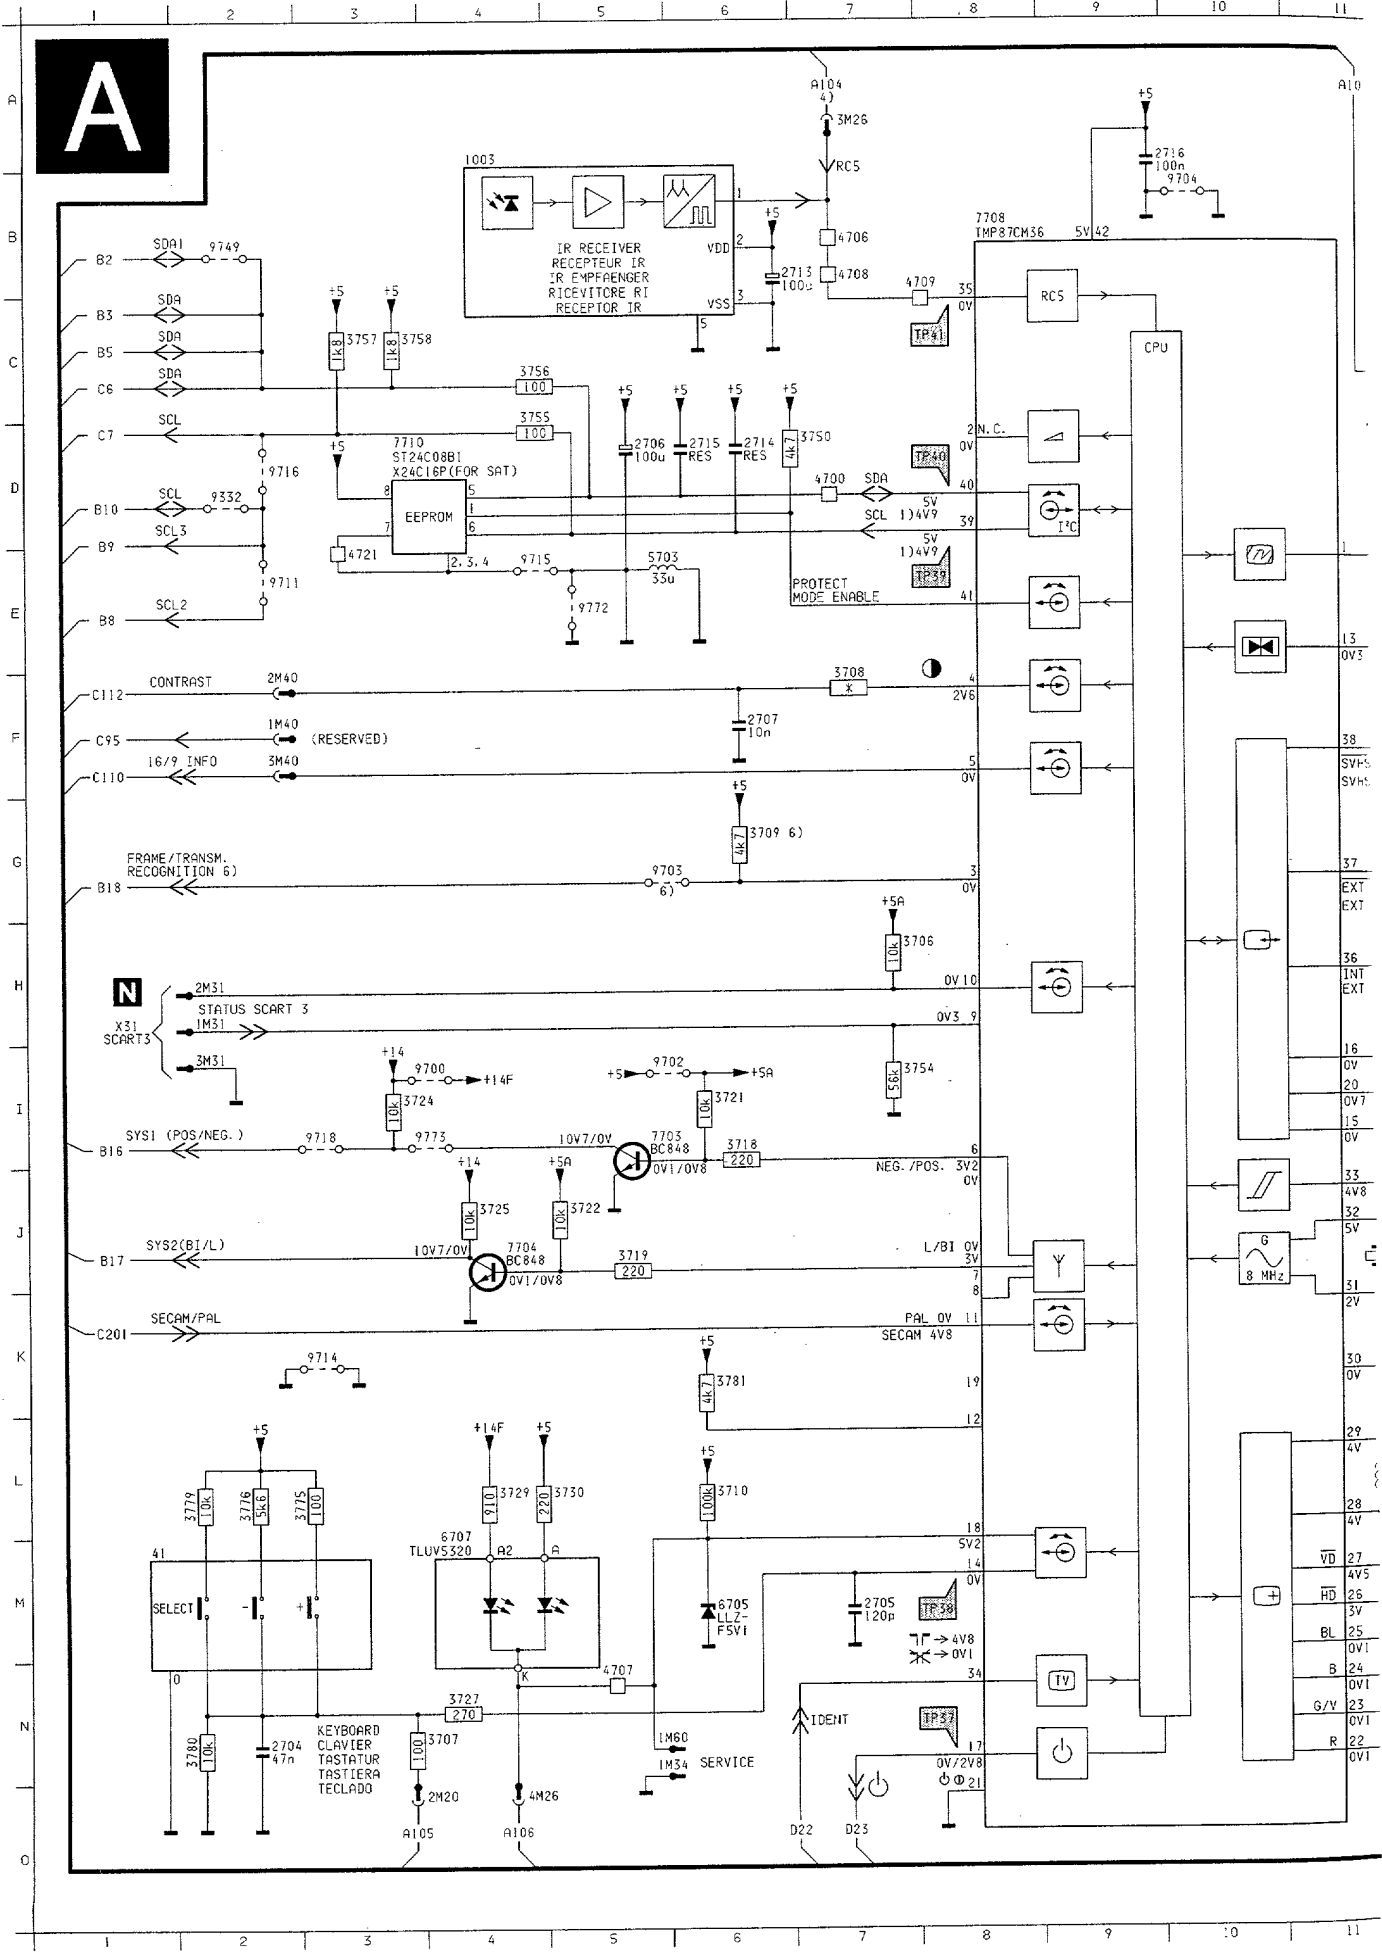 1 2 3 4 5 6 7 8 9 10 11
A
A104
4)
3M26
RC5
A10
+5
2716
100n
9704
1003
1
+5
2
VDD
2713
100u
3
VSS
5
IR RECEIVER
RECEPTEUR IR
IR EMPFAENGER
RICEVITORE RI
RECEPTOR IR
4706
4708
4709
35
0V
TP41
7708
TMP87CM36
5V 42
RC5
CPU
B2 SDA1 9749
B3 SDA
B5 SDA
C6 SDA
C7 SCL
B10 SCL 9332
B9 SCL3
B8 SCL2
9716
9711
+5 +5
1k8 3757
1k8 3758
3756
100
3755
100
+5
7710
ST24C08B1
X24C16P(FOR SAT)
EEPROM
8
7
5
1
6
2,3,4
4721
9715
9772
5703
33u
+5 +5 +5 +5
2706
100u
2715
RES
2714
RES
4k7 3750
2 N.C.
0V
TP40
4700 SDA
40
5V
SCL 1)4V9
39
5V
1)4V9
TP39
I²C
PROTECT
MODE ENABLE
41
1
13
0V3
C112 CONTRAST 2M40
3708
*
4
2V6
2707
10n
C95 1M40 (RESERVED)
C110 16/9 INFO 3M40
5
0V
38
SVHS
SVHS
+5
4k7 3709 6)
FRAME/TRANSM.
RECOGNITION 6)
B18
9703
6)
3
0V
37
EXT
EXT
+5A
10k 3706
N
X31
SCART3
2M31
STATUS SCART 3
1M31
3M31
0V 10
0V3 9
36
INT
EXT
56k 3754
16
0V
20
0V7
15
0V
+14
9700
+14F
10k 3724
+5 9702 +5A
10k 3721
B16 SYS1 (POS/NEG.) 9718 9773
10V7/0V
7703
BC848
0V1/0V8
3718
220
6
NEG./POS. 3V2
0V
33
4V8
32
5V
31
2V
+14
+5A
10k 3725
10k 3722
B17 SYS2(BI/L)
10V7/0V
7704
BC848
0V1/0V8
3719
220
L/BI 0V
3V
7
8
G
8 MHz
C201 SECAM/PAL
PAL 0V 11
SECAM 4V8
9714
+5
4k7 3781
19
12
30
0V
+5
3779 10k
3776 5k6
3775 100
+14F +5
910 3729
220 3730
+5
100k 3710
18
5V2
14
0V
29
4V
28
4V
VD 27
4V5
HD 26
3V
BL 25
0V1
B 24
0V1
G/V 23
0V1
R 22
0V1
41
SELECT
-
+
0
6707
TLUV5320
A2 A
K
6705
LLZ-
F5V1
2705
120p
TP38
4V8
0V1
34
TV
4707
3727
270
3780 10k
2704
47n
KEYBOARD
CLAVIER
TASTATUR
TASTIERA
TECLADO
100 3707
2M20
4M26
A105
A106
1M60
1M34
SERVICE
IDENT
TP37
17
0V/2V8
21
D22
D23
A
B
C
D
E
F
G
H
I
J
K
L
M
N
O
1 2 3 4 5 6 7 8 9 10 11